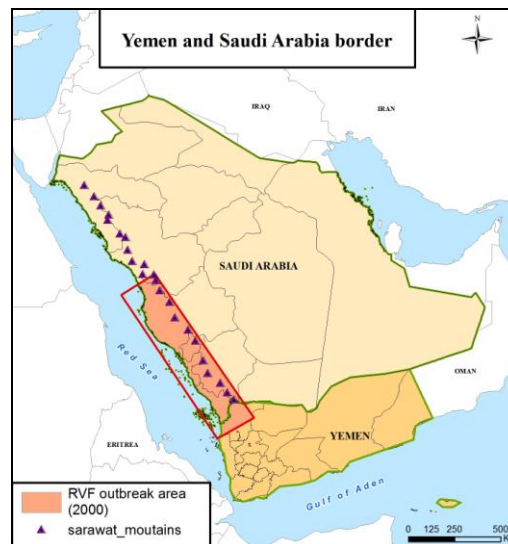 Yemen and Saudi Arabia border
N
IRAQ
IRAN
SAUDI ARABIA
Red Sea
OMAN
ERITREA
YEMEN
Gulf of Aden
RVF outbreak area
(2000)
sarawat_moutains
0 125 250 500
K